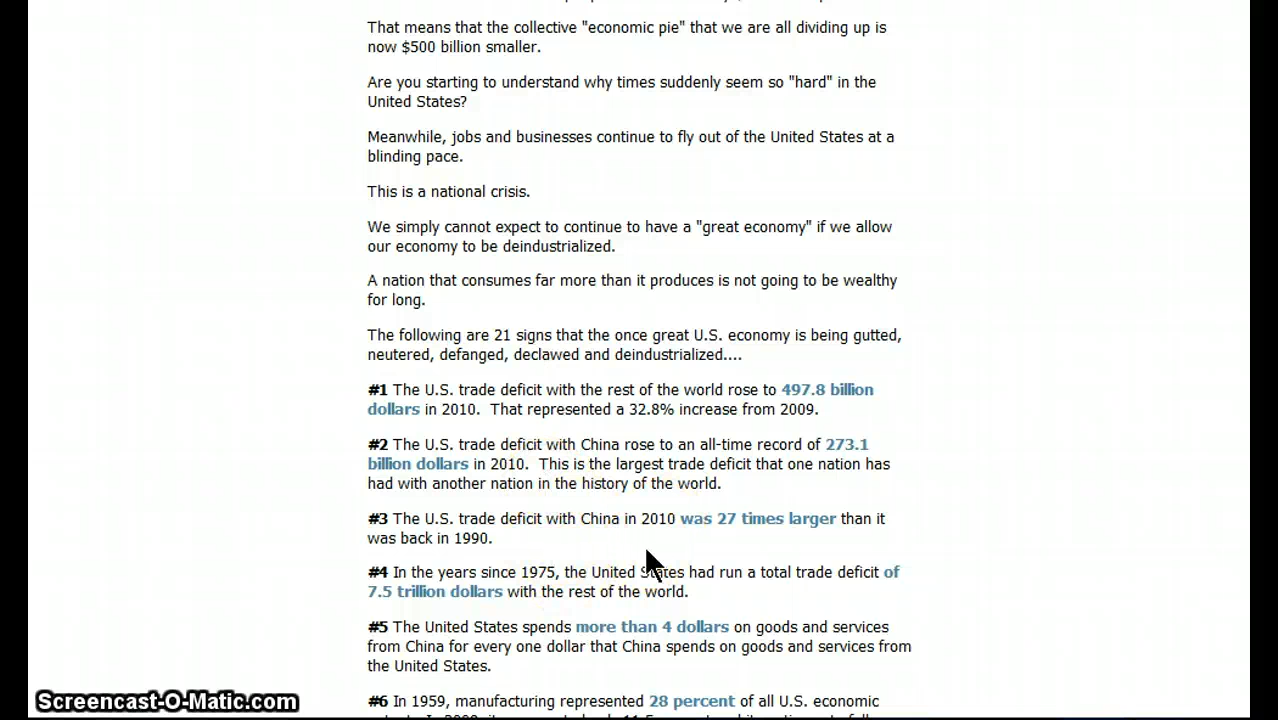 That means that the collective "economic pie" that we are all dividing up is
now $500 billion smaller.
Are you starting to understand why times suddenly seem so "hard" in the
United States?
Meanwhile, jobs and businesses continue to fly out of the United States at a
blinding pace.
This is a national crisis.
We simply cannot expect to continue to have a "great economy" if we allow
our economy to be deindustrialized.
A nation that consumes far more than it produces is not going to be wealthy
for long.
The following are 21 signs that the once great U.S. economy is being gutted,
neutered, defanged, declawed and deindustrialized....
#1 The U.S. trade deficit with the rest of the world rose to 497.8 billion
dollars in 2010.  That represented a 32.8% increase from 2009.
#2 The U.S. trade deficit with China rose to an all-time record of 273.1
billion dollars in 2010.  This is the largest trade deficit that one nation has
had with another nation in the history of the world.
#3 The U.S. trade deficit with China in 2010 was 27 times larger than it
was back in 1990.
#4 In the years since 1975, the United States had run a total trade deficit of
7.5 trillion dollars with the rest of the world.
#5 The United States spends more than 4 dollars on goods and services
from China for every one dollar that China spends on goods and services from
the United States.
#6 In 1959, manufacturing represented 28 percent of all U.S. economic
Screencast-O-Matic.com